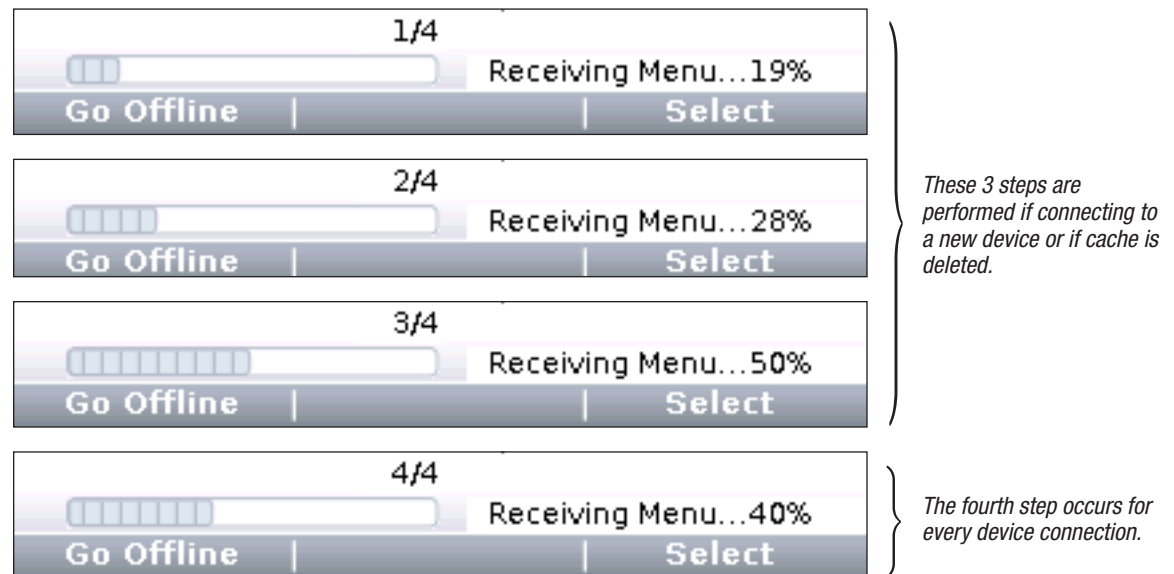 1/4
Receiving Menu...19%
Go Offline | | Select
2/4
Receiving Menu...28%
Go Offline | | Select
3/4
Receiving Menu...50%
Go Offline | | Select
These 3 steps are
performed if connecting to
a new device or if cache is
deleted.
4/4
Receiving Menu...40%
Go Offline | | Select
The fourth step occurs for
every device connection.